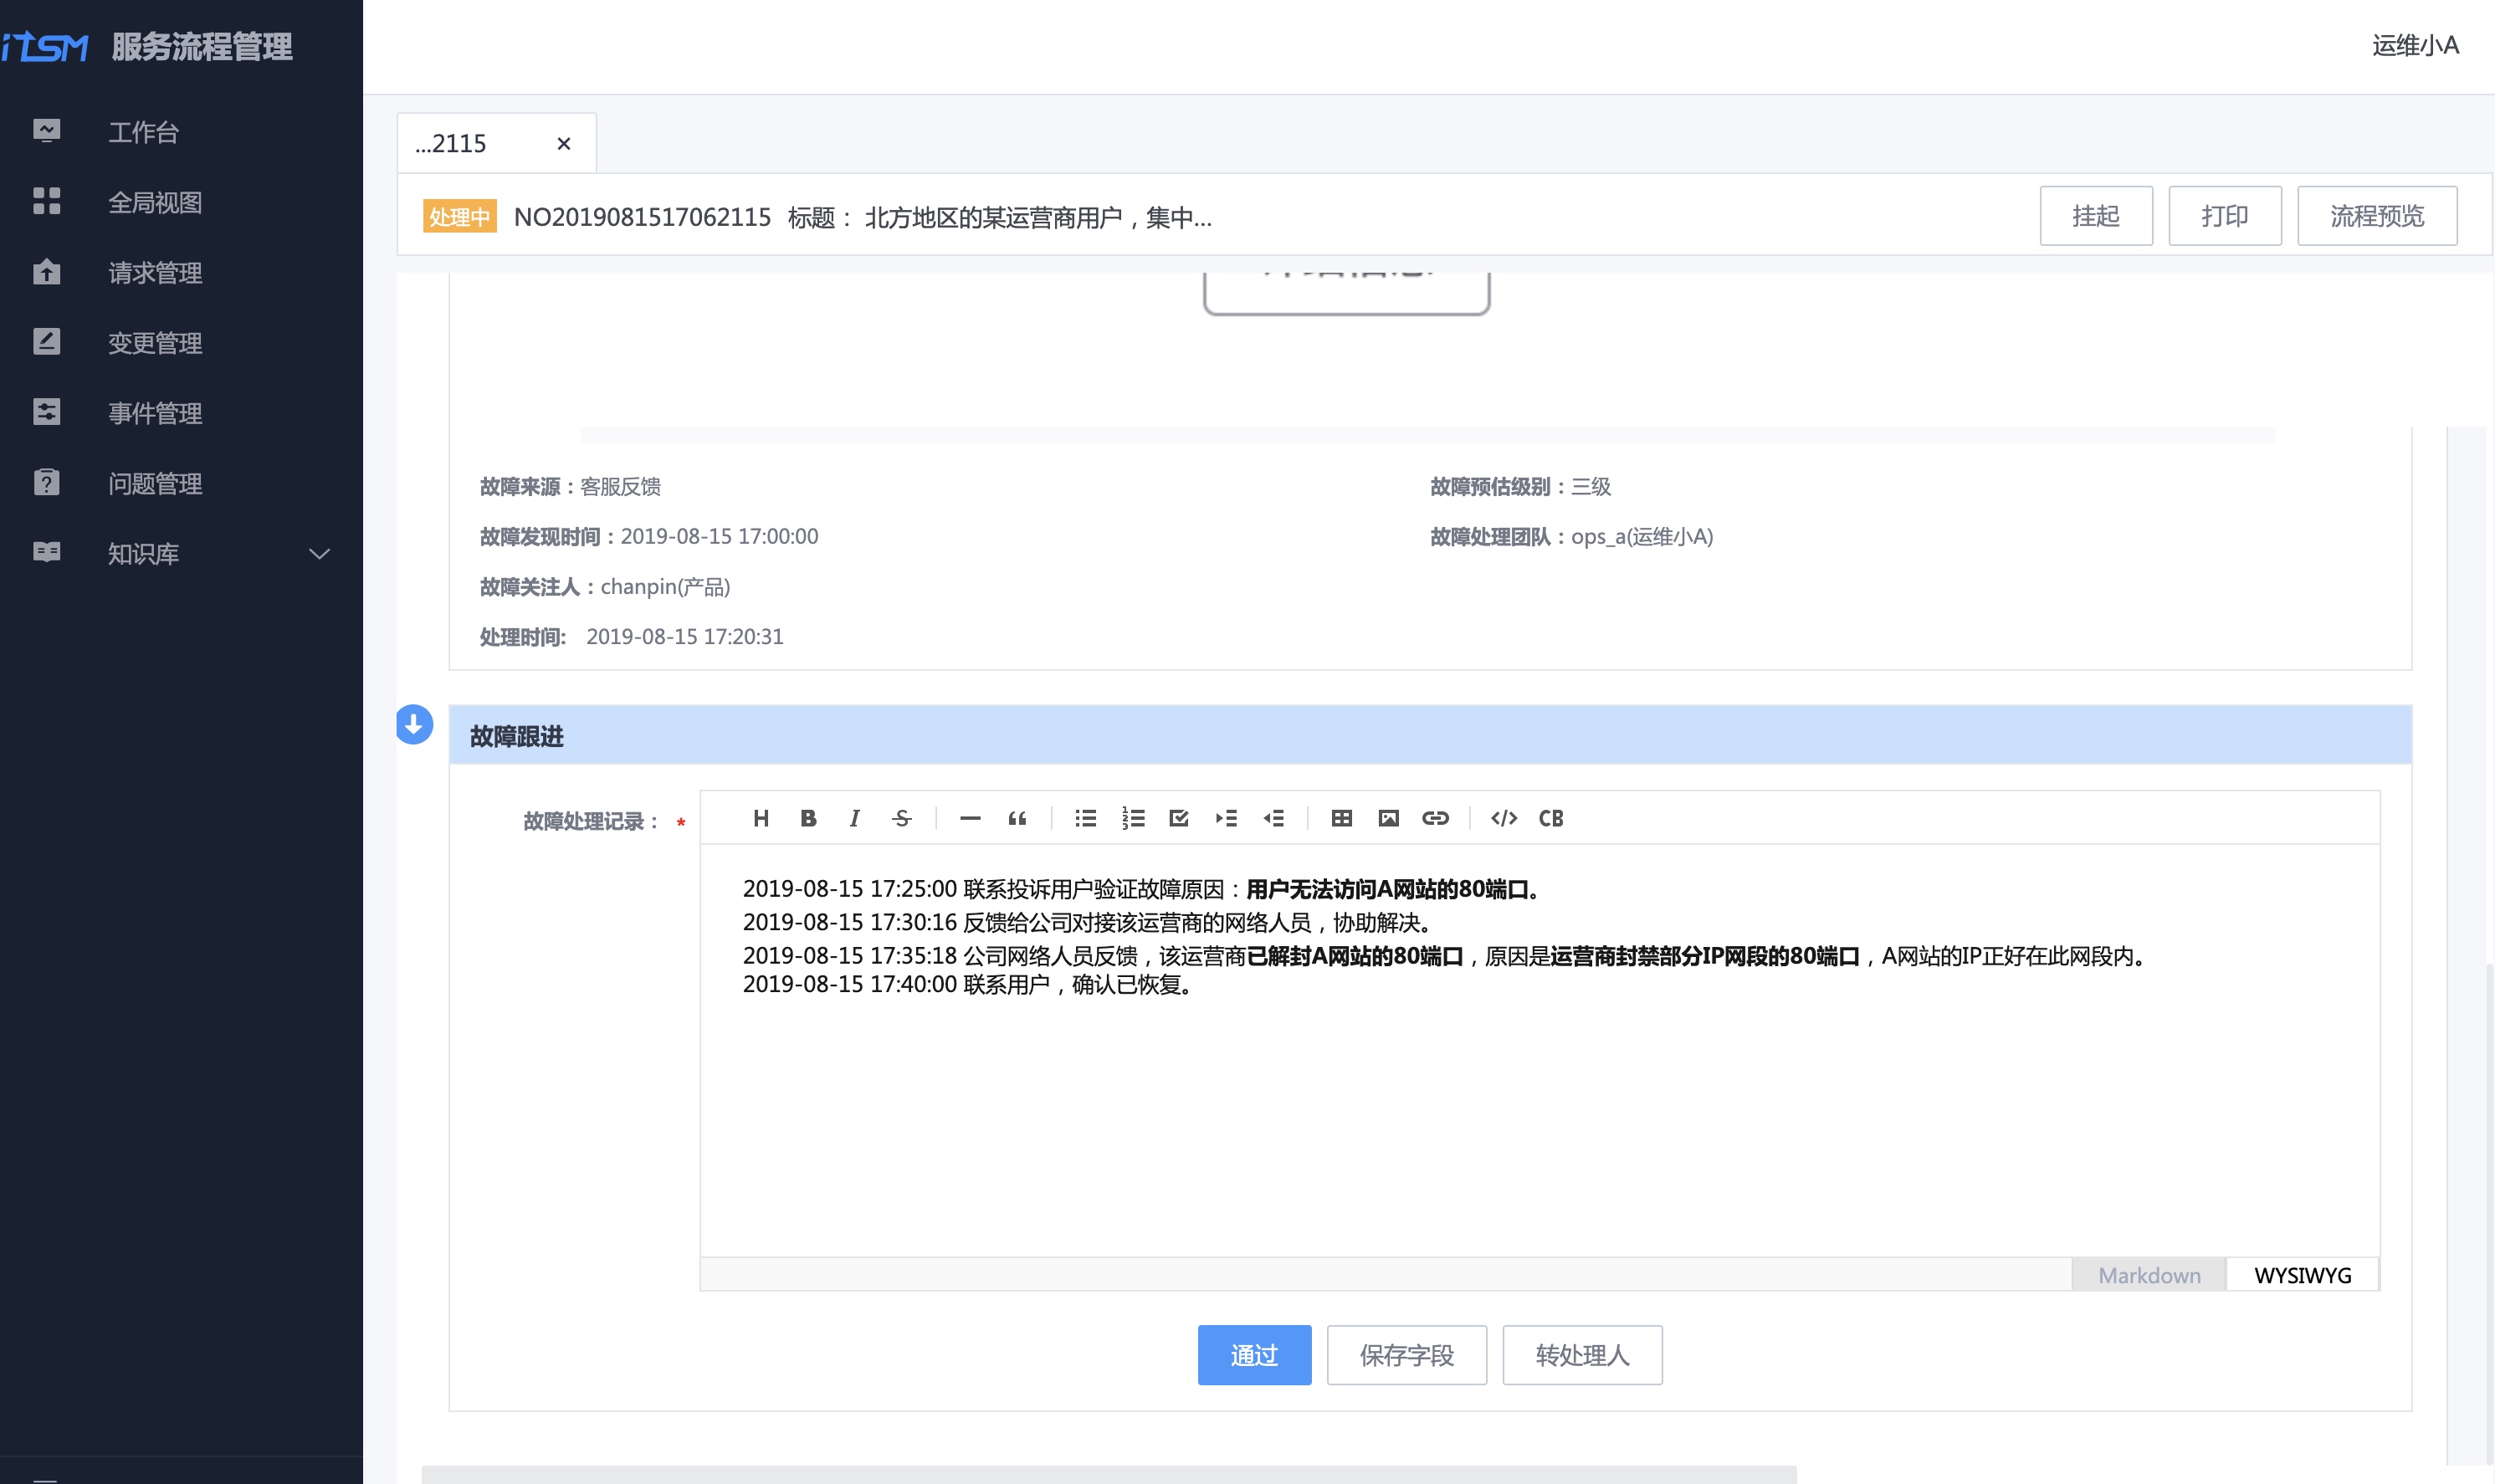 iTSM 服务流程管理
运维小A
工作台
全局视图
请求管理
变更管理
事件管理
问题管理
知识库
...2115 ×
处理中 NO2019081517062115 标题： 北方地区的某运营商用户，集中...
挂起 打印 流程预览
故障来源：客服反馈 故障预估级别：三级
故障发现时间：2019-08-15 17:00:00 故障处理团队：ops_a(运维小A)
故障关注人：chanpin(产品)
处理时间: 2019-08-15 17:20:31
故障跟进
故障处理记录： *
H B I S </> CB
2019-08-15 17:25:00 联系投诉用户验证故障原因：用户无法访问A网站的80端口。
2019-08-15 17:30:16 反馈给公司对接该运营商的网络人员，协助解决。
2019-08-15 17:35:18 公司网络人员反馈，该运营商已解封A网站的80端口，原因是运营商封禁部分IP网段的80端口，A网站的IP正好在此网段内。
2019-08-15 17:40:00 联系用户，确认已恢复。
Markdown WYSIWYG
通过 保存字段 转处理人